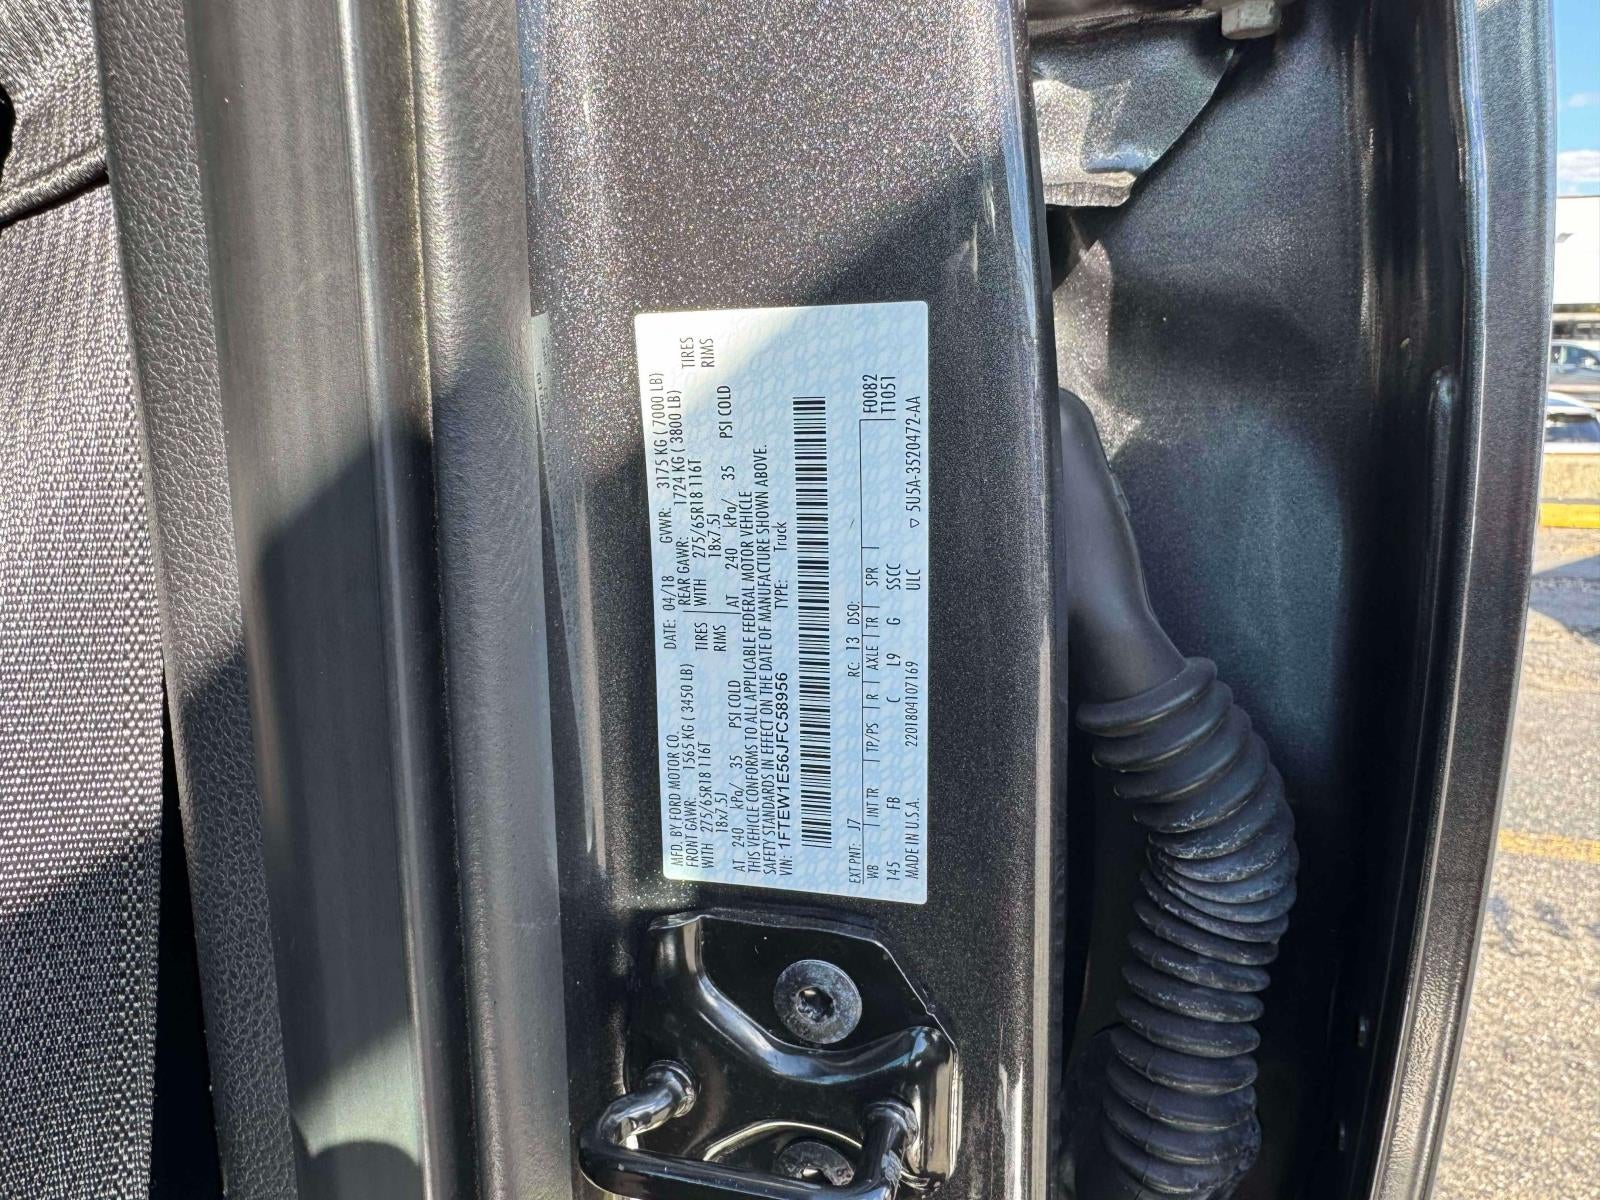 MFD. BY FORD MOTOR CO.
DATE: 04/18 GVWR: 3175 KG ( 7000 LB)
FRONT GAWR: 1565 KG ( 3450 LB) REAR GAWR: 1724 KG ( 3800 LB)
WITH 275/65R18 116T TIRES WITH 275/65R18 116T TIRES
18x7.5J RIMS 18x7.5J RIMS
AT 240 kPa/ 35 PSI COLD AT 240 kPa/ 35 PSI COLD
THIS VEHICLE CONFORMS TO ALL APPLICABLE FEDERAL MOTOR VEHICLE
SAFETY STANDARDS IN EFFECT ON THE DATE OF MANUFACTURE SHOWN ABOVE.
VIN: 1FTEW1E56JFC58956 TYPE: Truck
F0082
EXT PNT: J7 RC: 13 DSO: T1051
WB INT TR TP/PS R AXLE TR SPR
145 FB C L9 G SSCC
MADE IN U.S.A. 220180410​7169 ULC ▽ 5U5A-3520472-AA